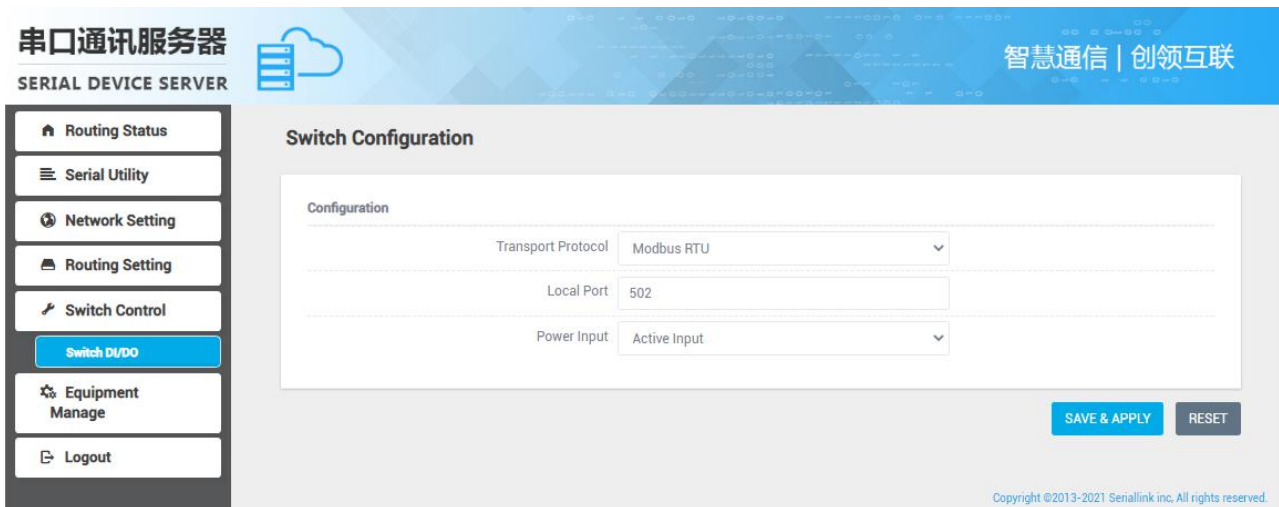 串口通讯服务器
SERIAL DEVICE SERVER
智慧通信 | 创领互联
Routing Status
Serial Utility
Network Setting
Routing Setting
Switch Control
Switch DI/DO
Equipment
Manage
Logout
Switch Configuration
Configuration
Transport Protocol Modbus RTU
Local Port 502
Power Input Active Input
SAVE & APPLY RESET
Copyright ©2013-2021 Seriallink inc, All rights reserved.